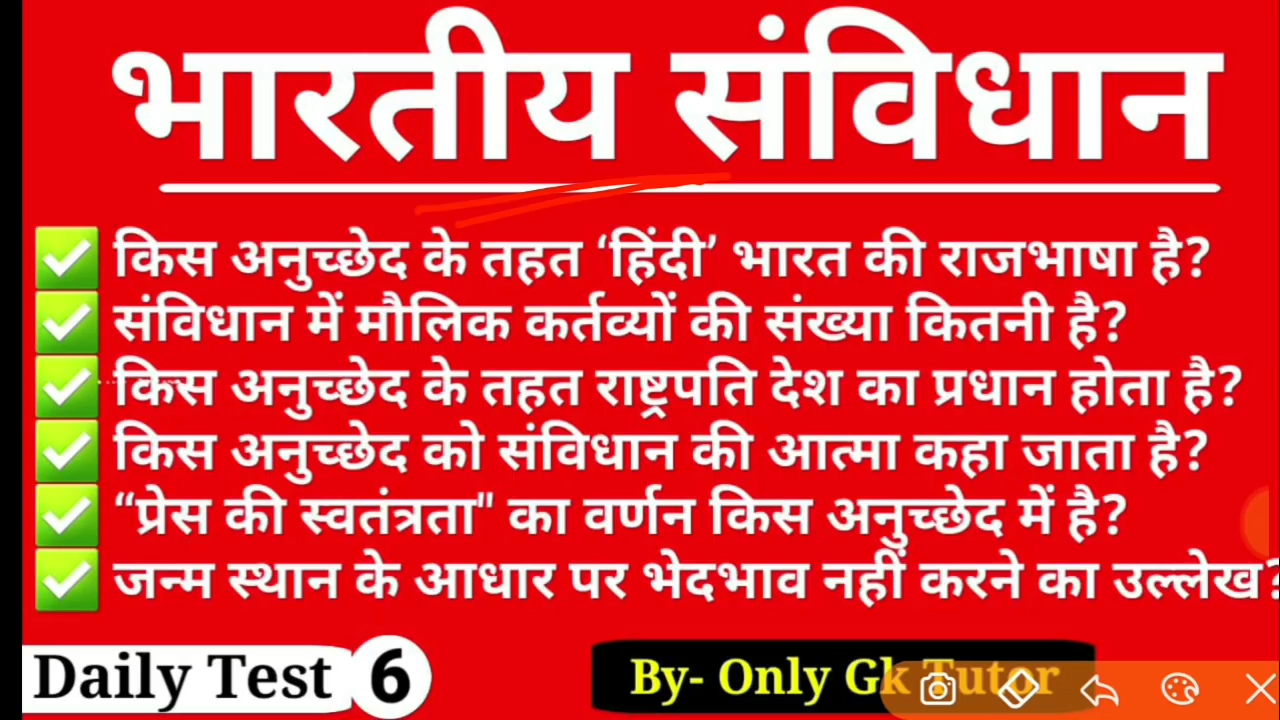 भारतीय संविधान
किस अनुच्छेद के तहत ‘हिंदी’ भारत की राजभाषा है?
संविधान में मौलिक कर्तव्यों की संख्या कितनी है?
किस अनुच्छेद के तहत राष्ट्रपति देश का प्रधान होता है?
किस अनुच्छेद को संविधान की आत्मा कहा जाता है?
“प्रेस की स्वतंत्रता" का वर्णन किस अनुच्छेद में है?
जन्म स्थान के आधार पर भेदभाव नहीं करने का उल्लेख?
Daily Test 6
By- Only Gk Tutor